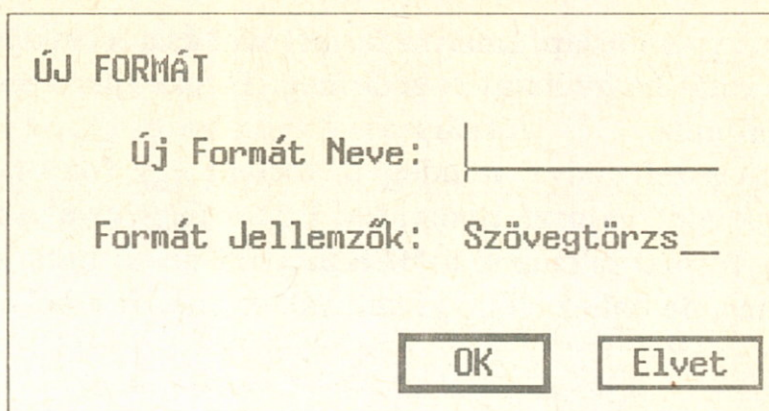 ÚJ FORMÁT
Új Formát Neve:
Formát Jellemzők: Szövegtörzs
OK Elvet